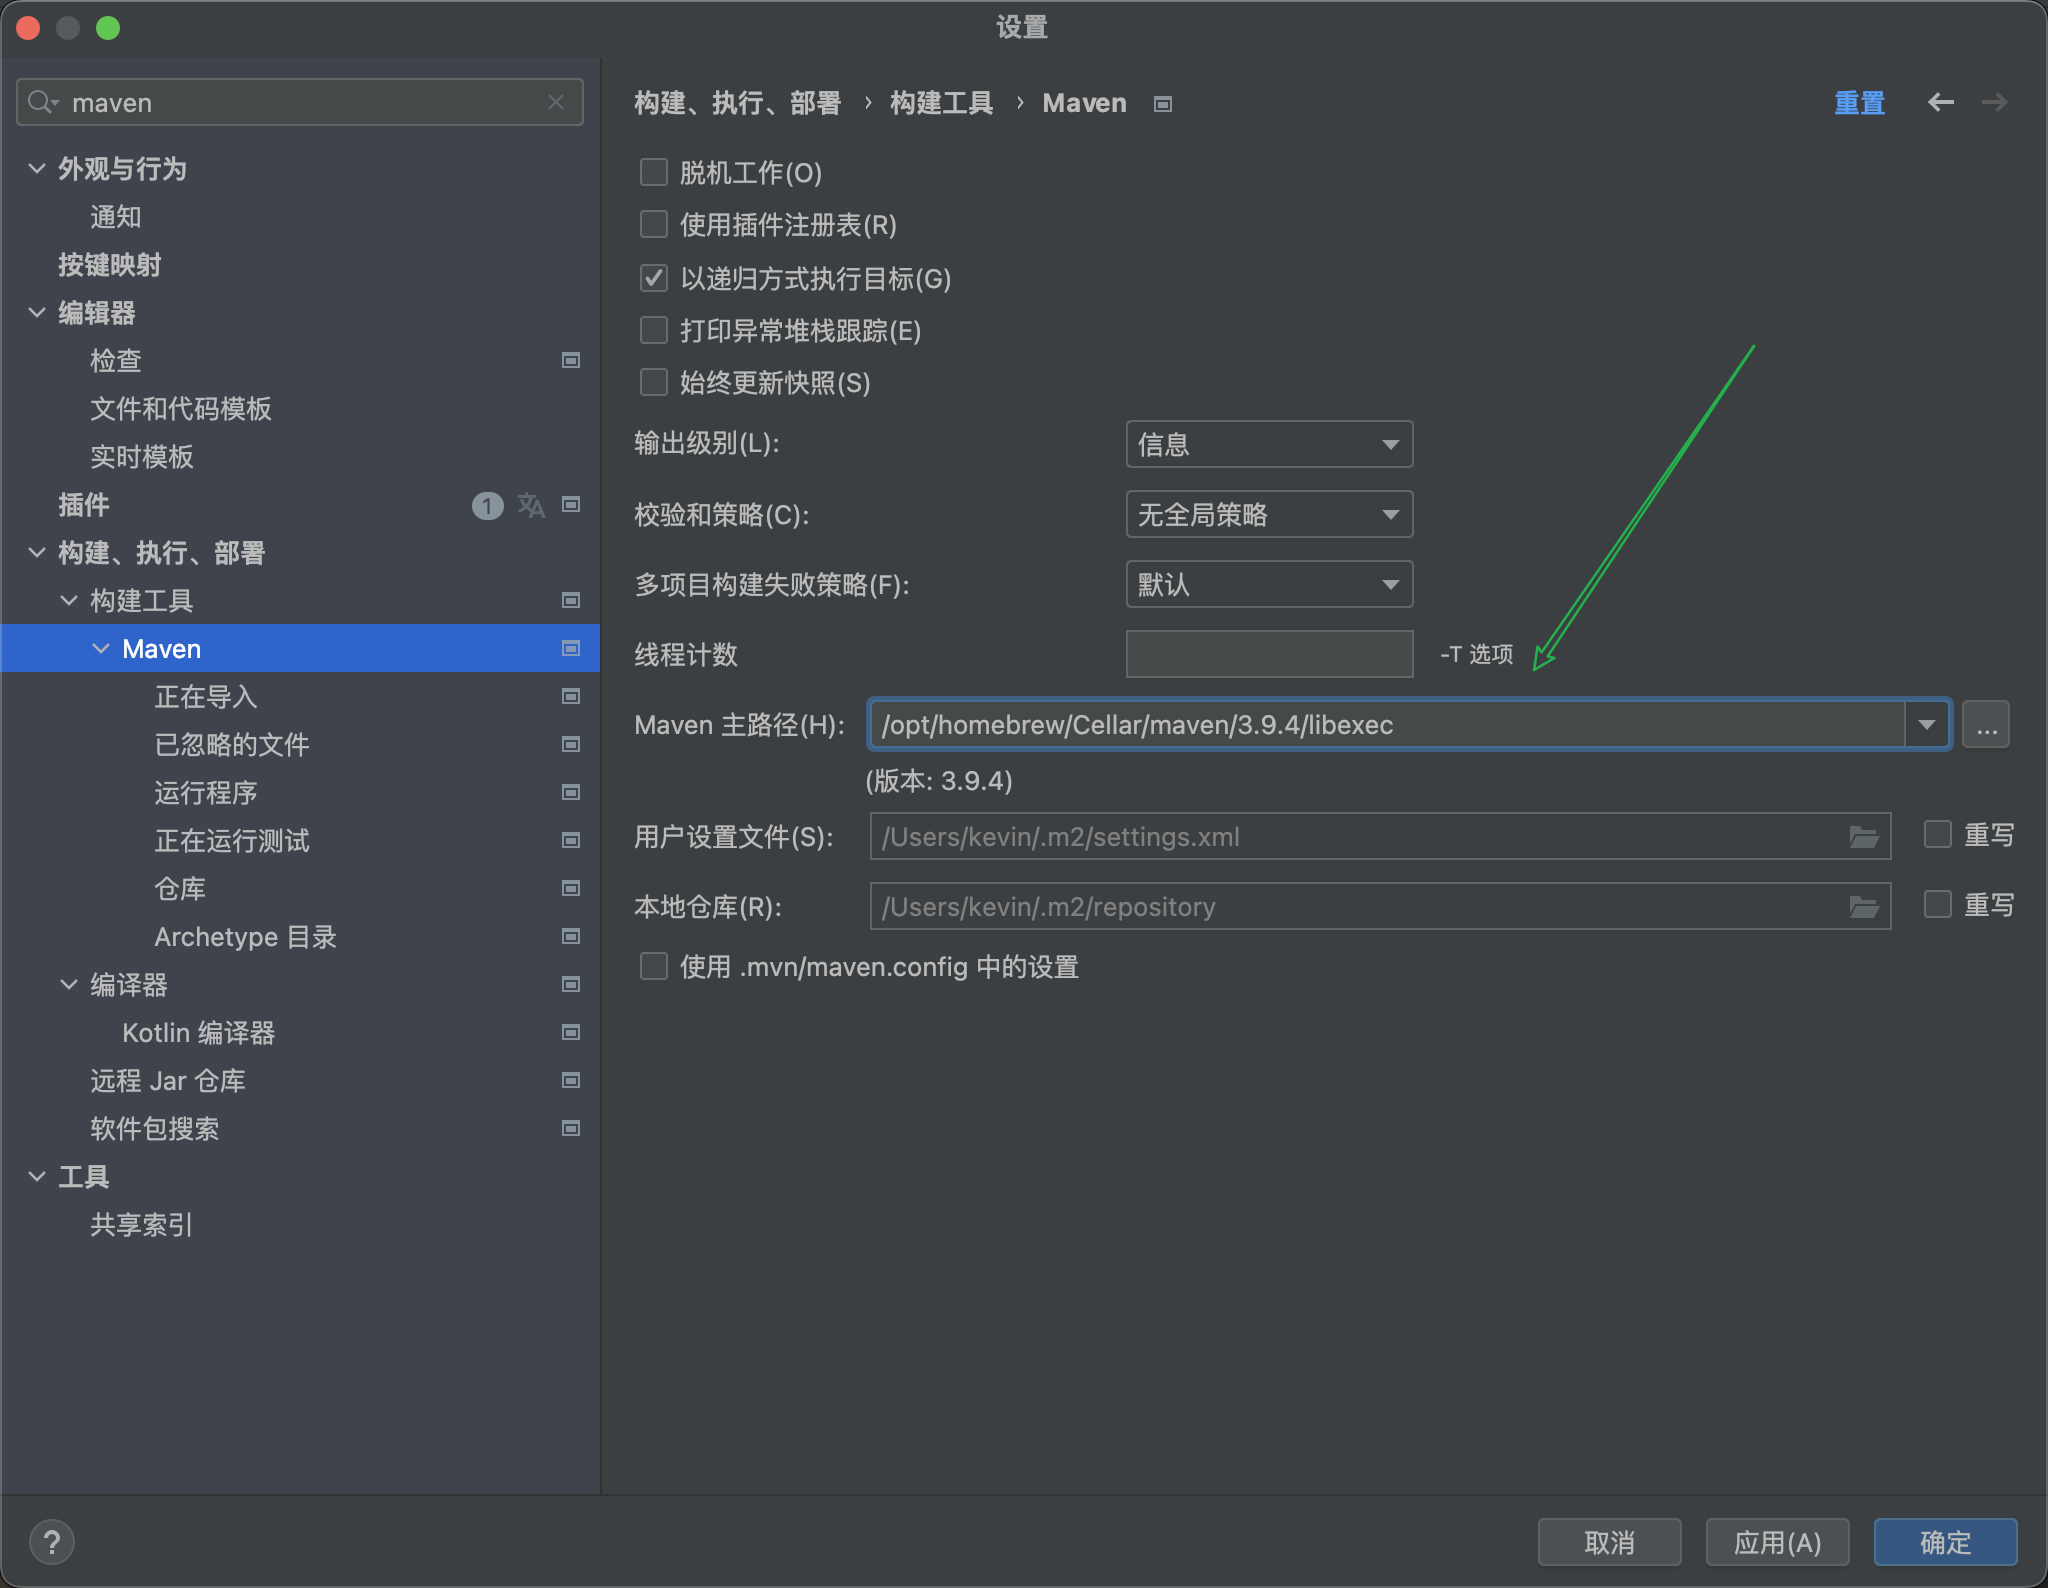 设置
maven
外观与行为
通知
按键映射
编辑器
检查
文件和代码模板
实时模板
插件 1
构建、执行、部署
构建工具
Maven
正在导入
已忽略的文件
运行程序
正在运行测试
仓库
Archetype 目录
编译器
Kotlin 编译器
远程 Jar 仓库
软件包搜索
工具
共享索引
构建、执行、部署 › 构建工具 › Maven
重置
脱机工作(O)
使用插件注册表(R)
以递归方式执行目标(G)
打印异常堆栈跟踪(E)
始终更新快照(S)
输出级别(L): 信息
校验和策略(C): 无全局策略
多项目构建失败策略(F): 默认
线程计数 -T 选项
Maven 主路径(H): /opt/homebrew/Cellar/maven/3.9.4/libexec ...
(版本: 3.9.4)
用户设置文件(S): /Users/kevin/.m2/settings.xml 重写
本地仓库(R): /Users/kevin/.m2/repository 重写
使用 .mvn/maven.config 中的设置
? 取消 应用(A) 确定